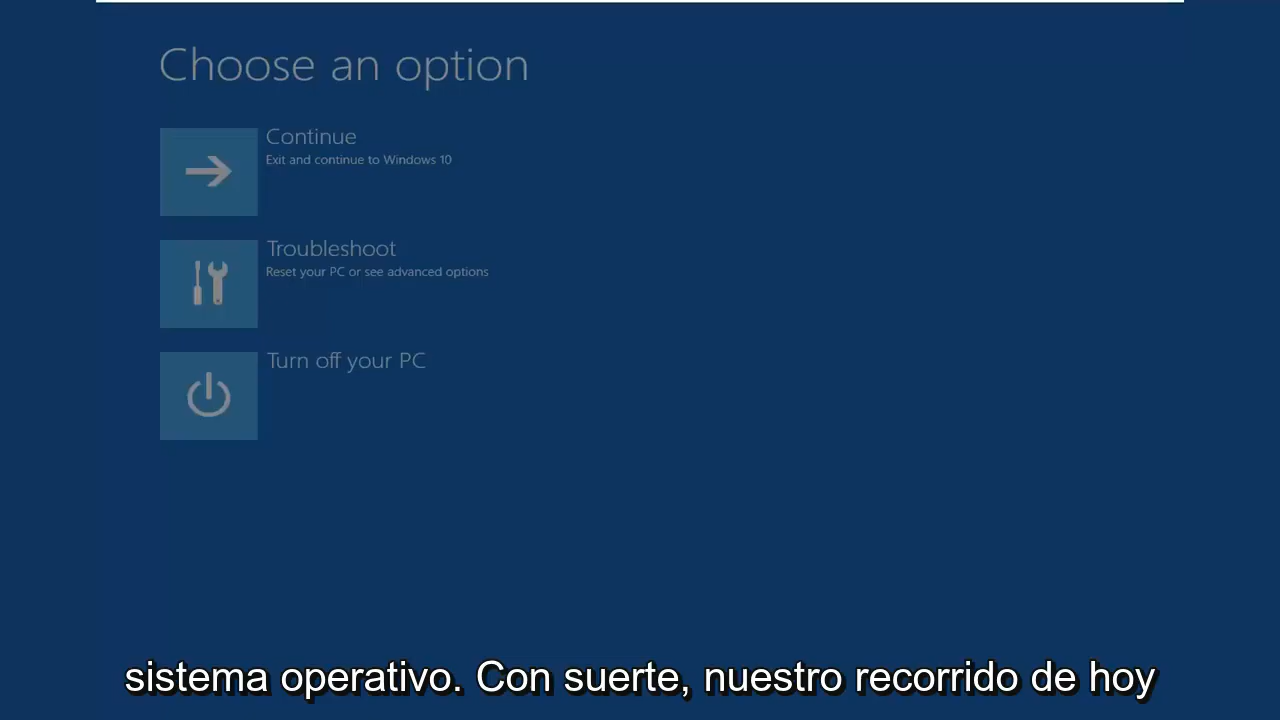 Choose an option
Continue
Exit and continue to Windows 10
Troubleshoot
Reset your PC or see advanced options
Turn off your PC
sistema operativo. Con suerte, nuestro recorrido de hoy